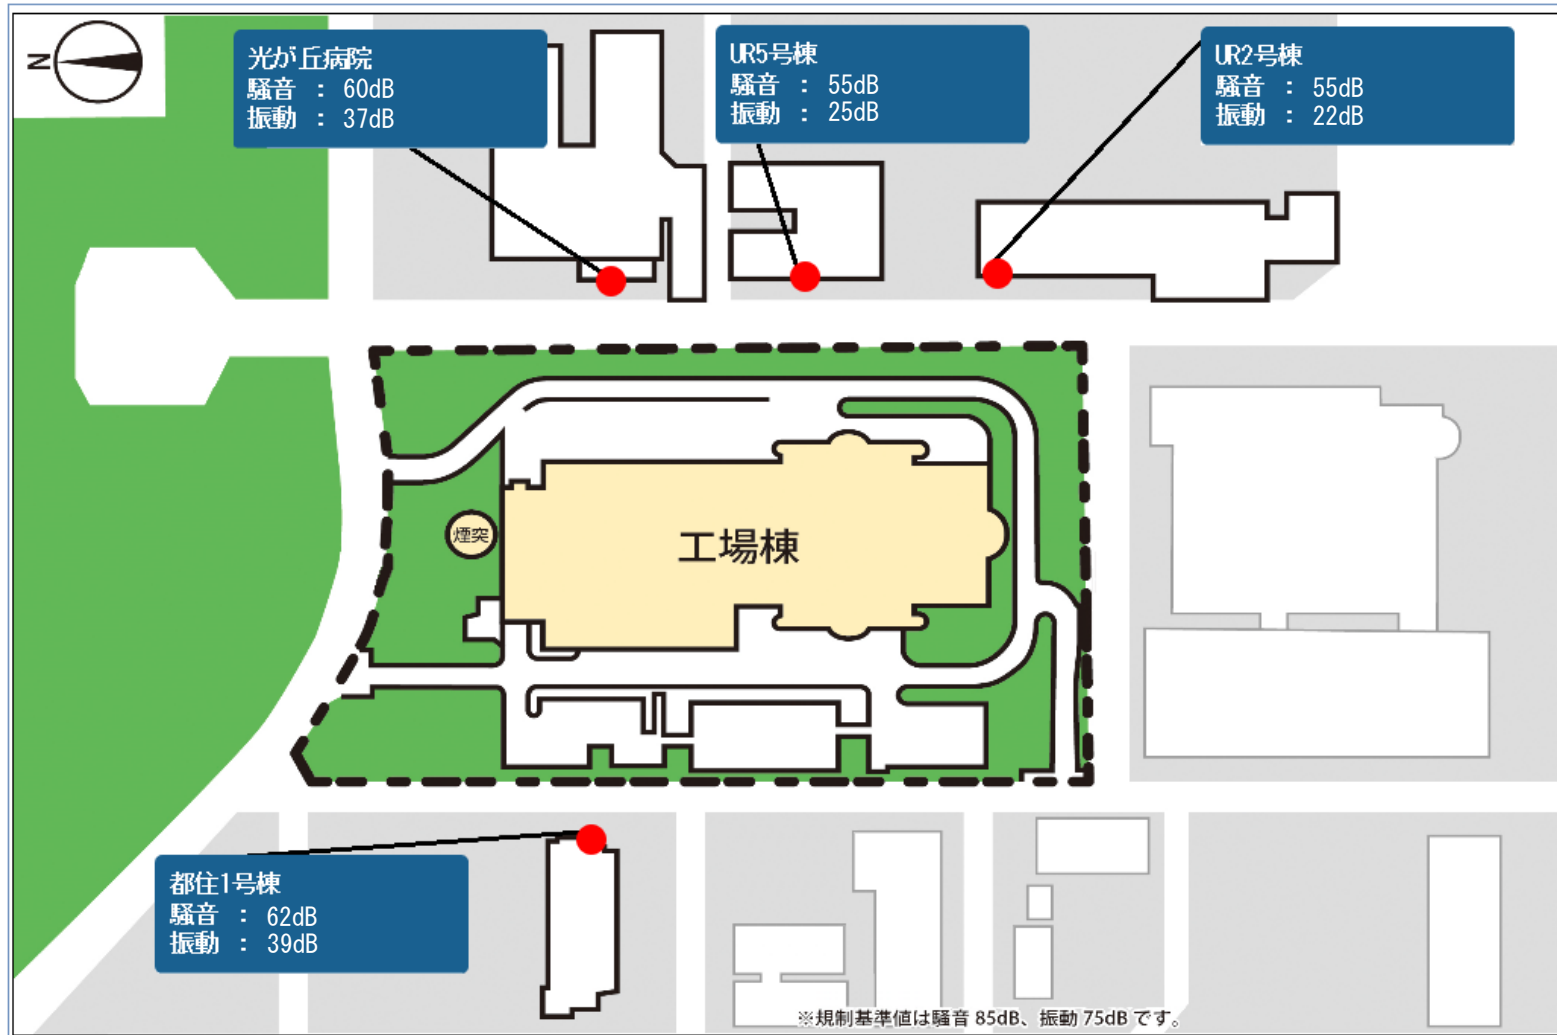 N
光が丘病院
騒音 : 60dB
振動 : 37dB
UR5号棟
騒音 : 55dB
振動 : 25dB
UR2号棟
騒音 : 55dB
振動 : 22dB
煙突
工場棟
都住1号棟
騒音 : 62dB
振動 : 39dB
※規制基準値は騒音 85dB、振動 75dB です。